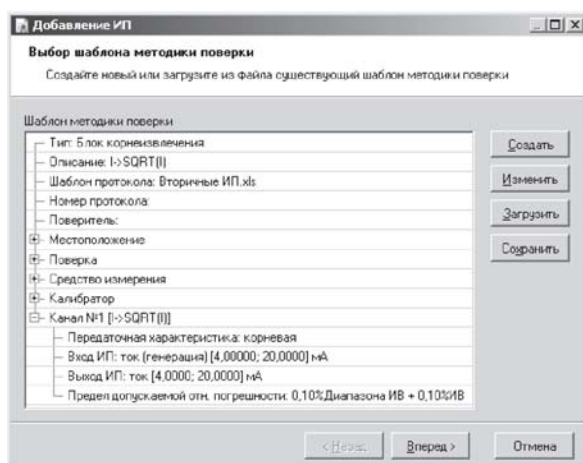 Добавление ИП
Выбор шаблона методики поверки
Создайте новый или загрузите из файла существующий шаблон методики поверки
Шаблон методики поверки
Тип: Блок корнеизвлечения
Описание: I->SQRT(I)
Шаблон протокола: Вторичные ИП.xls
Номер протокола:
Поверитель:
Местоположение
Поверка
Средство измерения
Калибратор
Канал №1 [I->SQRT(I)]
Передаточная характеристика: корневая
Вход ИП: ток (генерация) [4,00000; 20,0000] мА
Выход ИП: ток [4,0000; 20,0000] мА
Предел допускаемой отн. погрешности: 0,10%Диапазона ИВ + 0,10%ИВ
Создать
Изменить
Загрузить
Сохранить
< Назад
Вперед >
Отмена